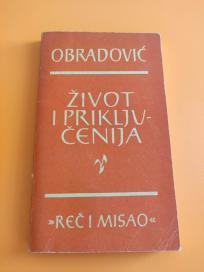 OBRADOVIĆ
ŽIVOT
I PRIKLJU-
ČENIJA
»REČ I MISAO«